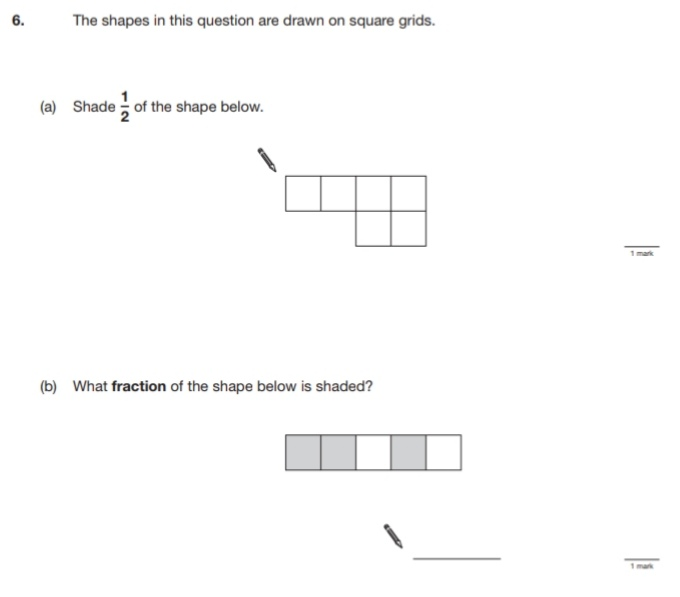 6. The shapes in this question are drawn on square grids.
(a) Shade 1/2 of the shape below.
1 mark
(b) What fraction of the shape below is shaded?
1 mark